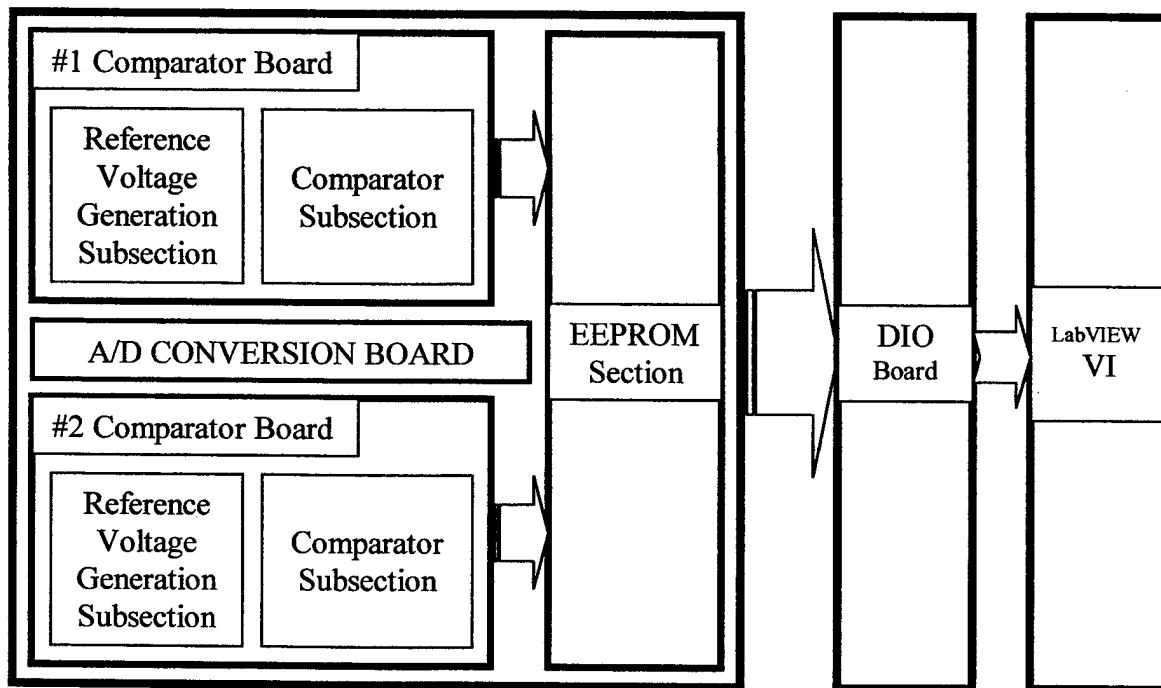 #1 Comparator Board
Reference
Voltage
Generation
Subsection
Comparator
Subsection
A/D CONVERSION BOARD
EEPROM
Section
DIO
Board
LabVIEW
VI
#2 Comparator Board
Reference
Voltage
Generation
Subsection
Comparator
Subsection